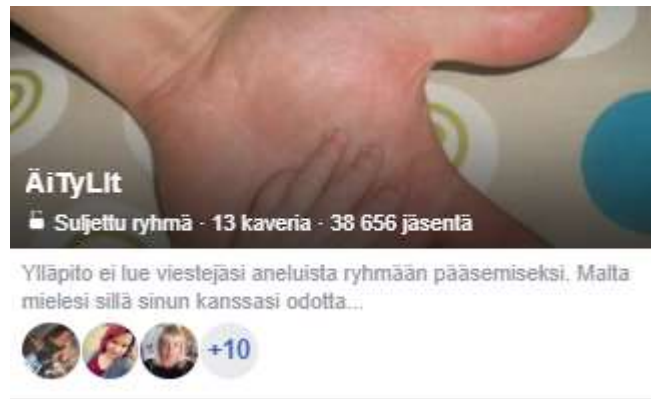 ÄiTyLIt
Suljettu ryhmä · 13 kaveria · 38 656 jäsentä
Ylläpito ei lue viestejäsi aneluista ryhmään pääsemiseksi. Malta
mielesi sillä sinun kanssasi odotta...
+10